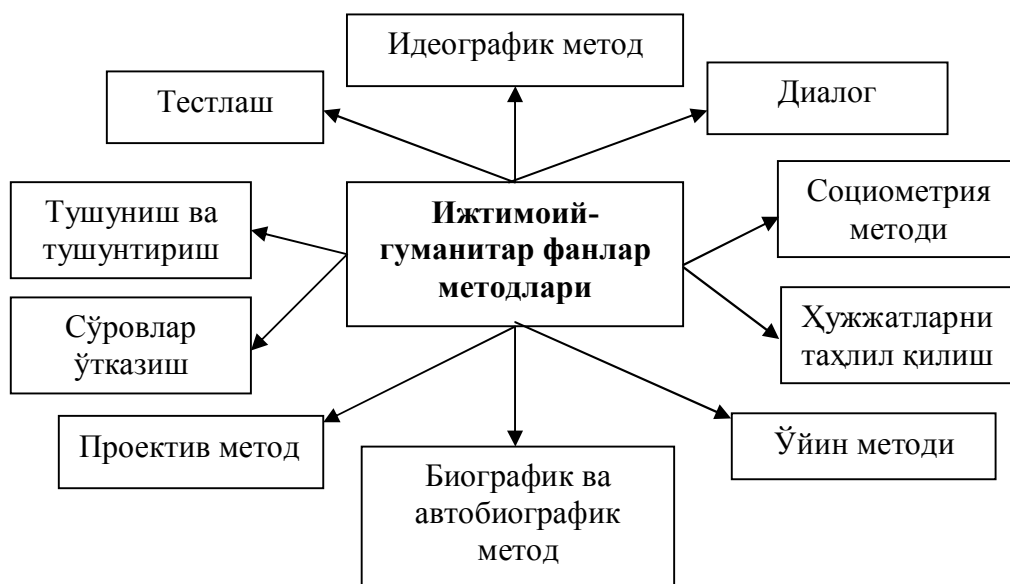 Идеографик метод
Тестлаш
Диалог
Тушуниш ва
тушунтириш
Ижтимоий-
гуманитар фанлар
методлари
Социометрия
методи
Сўровлар
ўтказиш
Ҳужжатларни
таҳлил қилиш
Проектив метод
Биографик ва
автобиографик
метод
Ўйин методи